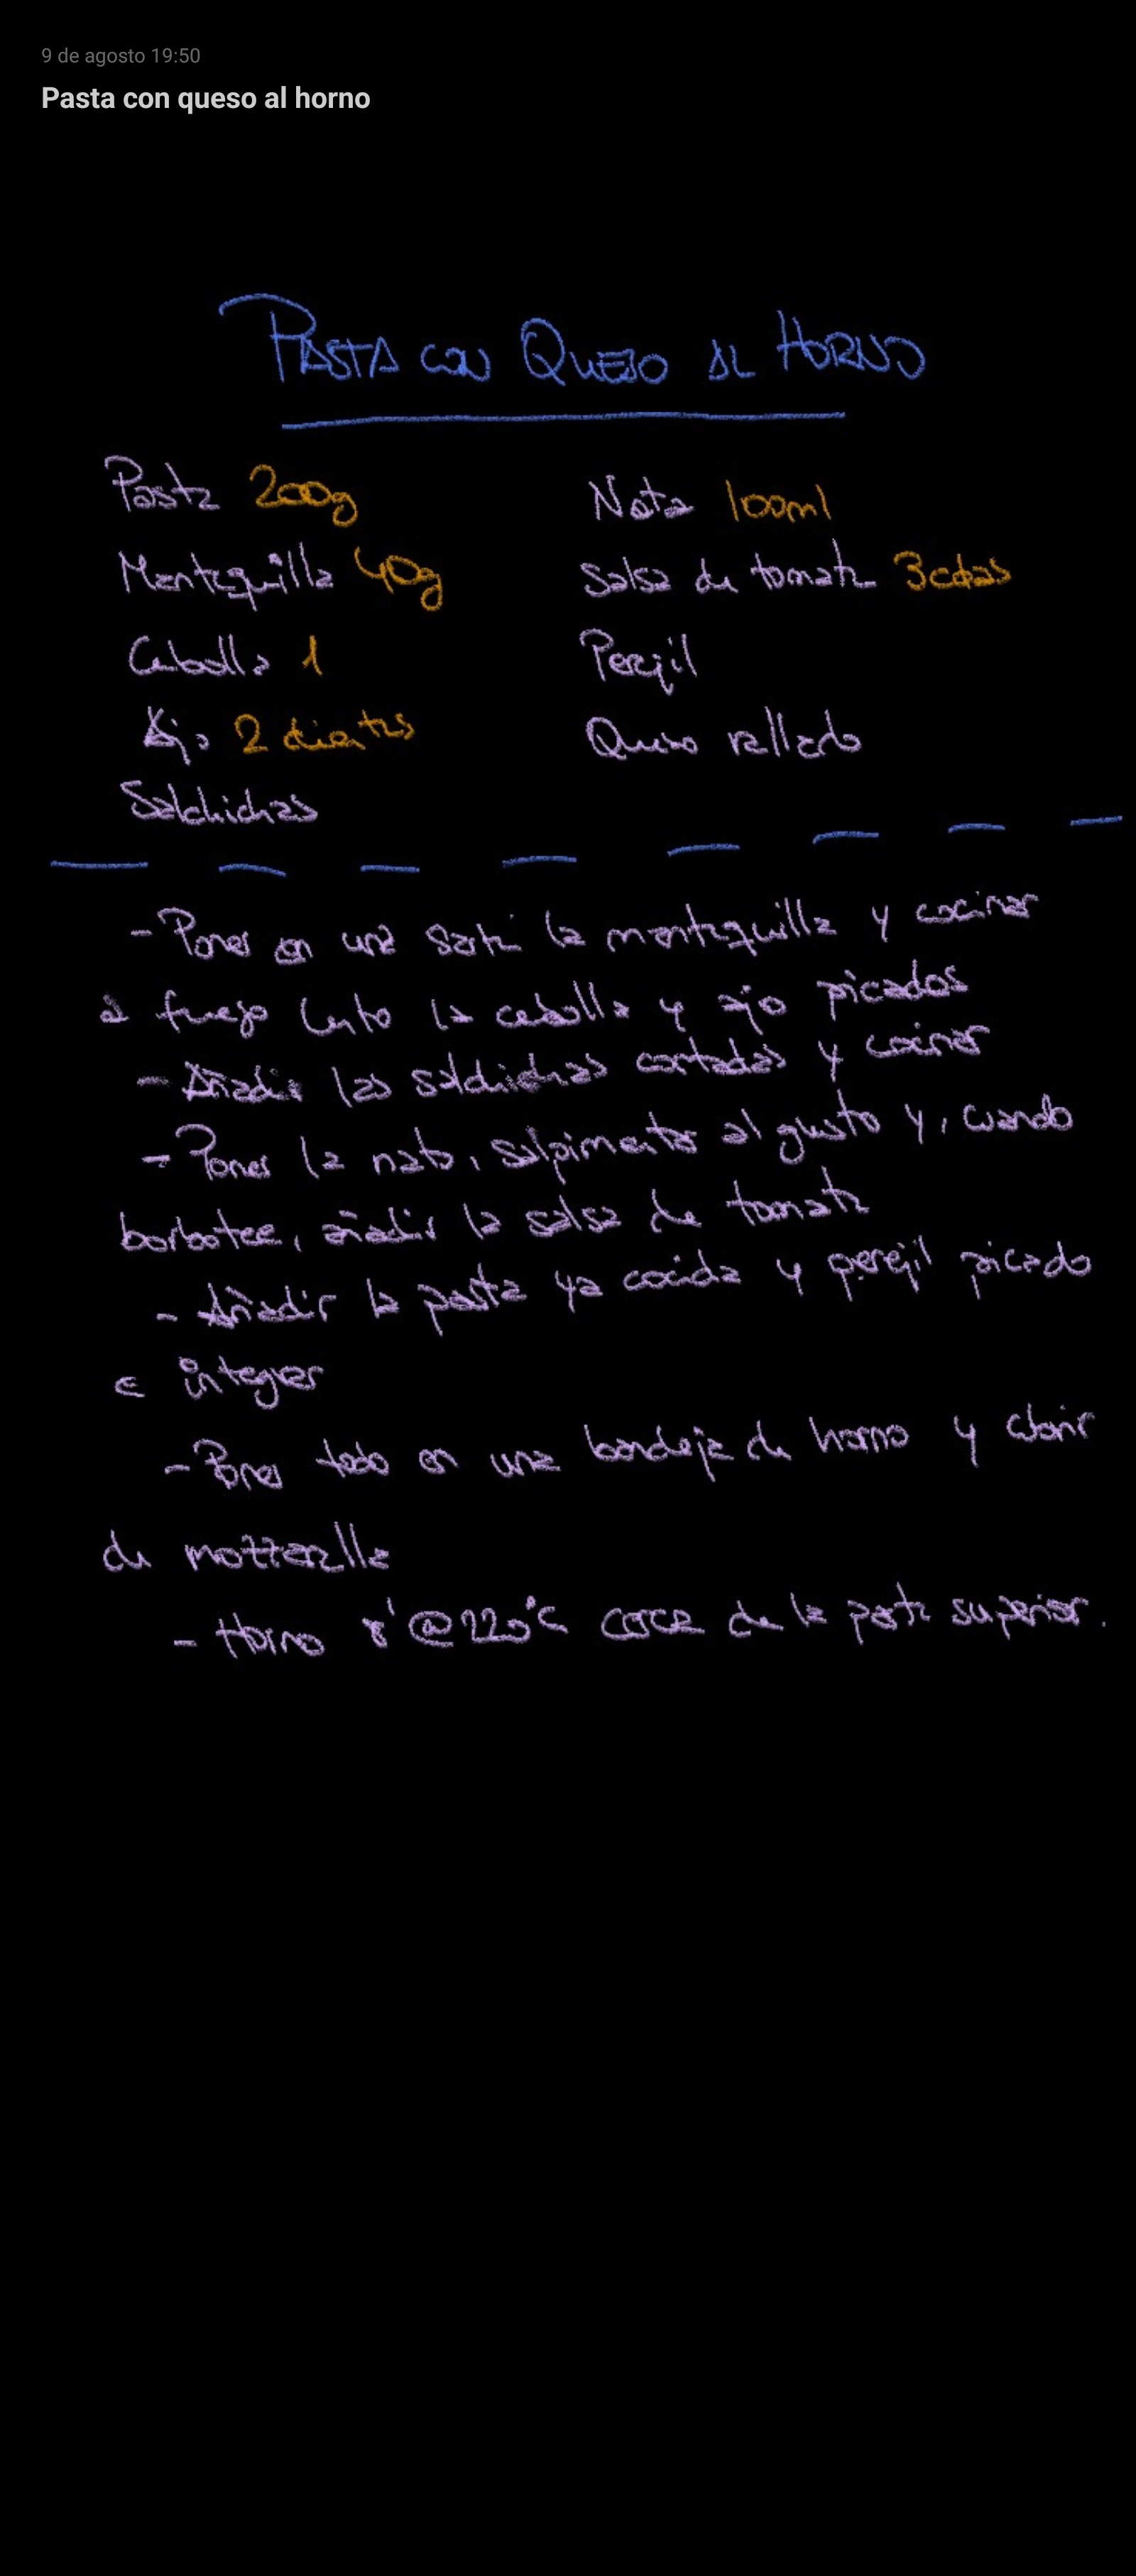 9 de agosto 19:50
Pasta con queso al horno
PASTA CON QUESO AL HORNO
Pasta 200g
Mantequilla 40g
Cebolla 1
Ajo 2 dientes
Salchichas
Nata 100ml
Salsa de tomate 3 cdas
Perejil
Queso rallado
- Poner en una sartén la mantequilla y cocinar
a fuego lento la cebolla y ajo picados
- Añadir las salchichas cortadas y cocinar
- Poner la nata, salpimentar al gusto y, cuando
borbotee, añadir la salsa de tomate
- Añadir la pasta ya cocida y perejil picado
e integrar
- Poner todo en una bandeja de horno y cubrir
de mozzarella
- Horno 8' @220°C cerca de la parte superior.